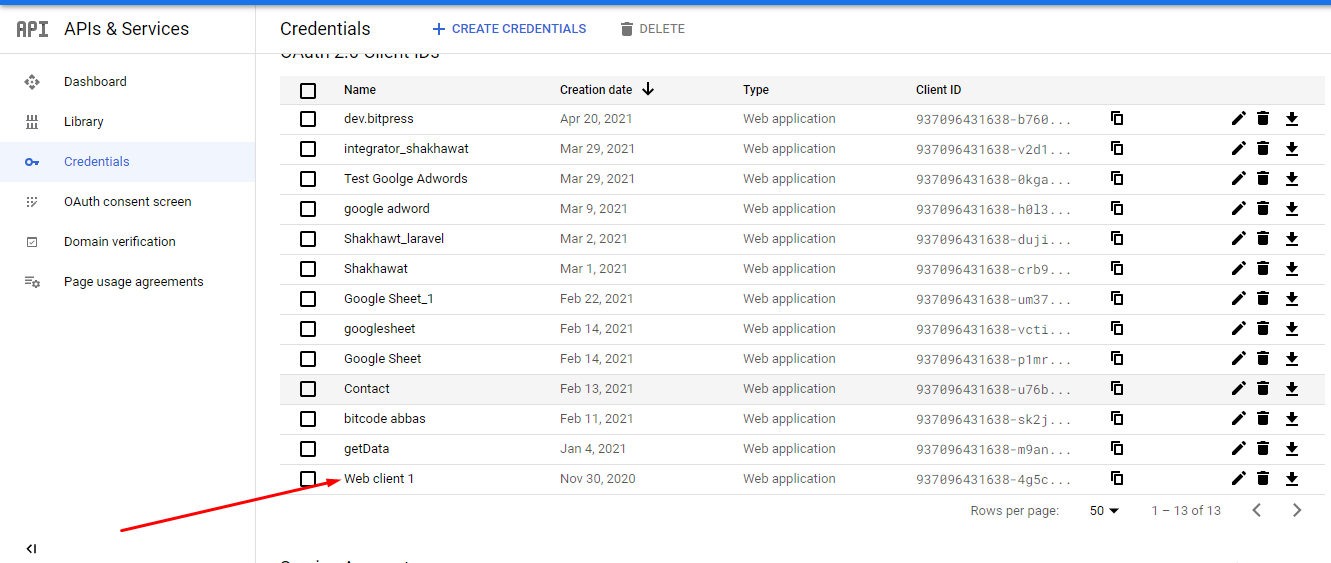 API APIs & Services
Credentials
CREATE CREDENTIALS
DELETE
Dashboard
Library
Credentials
OAuth consent screen
Domain verification
Page usage agreements
OAuth 2.0 Client IDs
Name Creation date Type Client ID
dev.bitpress Apr 20, 2021 Web application 937096431638-b760...
integrator_shakhawat Mar 29, 2021 Web application 937096431638-v2d1...
Test Goolge Adwords Mar 29, 2021 Web application 937096431638-0kga...
google adword Mar 9, 2021 Web application 937096431638-h0l3...
Shakhawt_laravel Mar 2, 2021 Web application 937096431638-duji...
Shakhawat Mar 1, 2021 Web application 937096431638-crb9...
Google Sheet_1 Feb 22, 2021 Web application 937096431638-um37...
googlesheet Feb 14, 2021 Web application 937096431638-vcti...
Google Sheet Feb 14, 2021 Web application 937096431638-p1mr...
Contact Feb 13, 2021 Web application 937096431638-u76b...
bitcode abbas Feb 11, 2021 Web application 937096431638-sk2j...
getData Jan 4, 2021 Web application 937096431638-m9an...
Web client 1 Nov 30, 2020 Web application 937096431638-4g5c...
Rows per page: 50 1 – 13 of 13